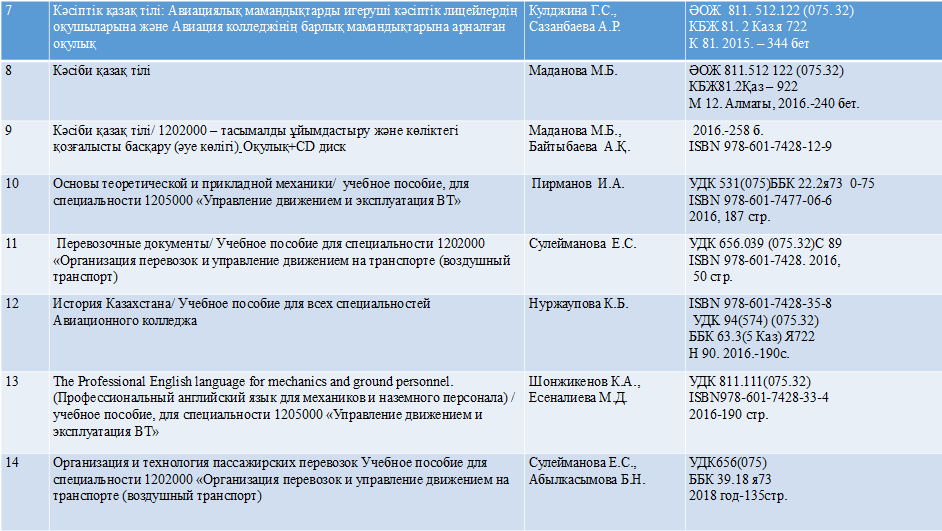 7
Кәсіптік қазақ тілі: Авиациялық мамандықтарды игеруші кәсіптік лицейлердің
оқушыларына және Авиация колледжінің барлық мамандықтарына арналған
оқулық
Кулджина Г.С.,
Сазанбаева А.Р.
ӘОЖ 811. 512.122 (075. 32)
КБЖ 81. 2 Каз.я 722
К 81. 2015. – 344 бет
8
Кәсіби қазақ тілі
Маданова М.Б.
ӘОЖ 811.512 122 (075.32)
КБЖ81.2Қаз – 922
М 12. Алматы, 2016.-240 бет.
9
Кәсіби қазақ тілі/ 1202000 – тасымалды ұйымдастыру және көліктегі
қозғалысты басқару (әуе көлігі) Оқулық+CD диск
Маданова М.Б.,
Байтыбаева А.Қ.
2016.-258 б.
ISBN 978-601-7428-12-9
10
Основы теоретической и прикладной механики/ учебное пособие, для
специальности 1205000 «Управление движением и эксплуатация ВТ»
Пирманов И.А.
УДК 531(075)ББК 22.2я73 0-75
ISBN 978-601-7477-06-6
2016, 187 стр.
11
Перевозочные документы/ Учебное пособие для специальности 1202000
«Организация перевозок и управление движением на транспорте (воздушный
транспорт)
Сулейманова Е.С.
УДК 656.039 (075.32)С 89
ISBN 978-601-7428. 2016,
50 стр.
12
История Казахстана/ Учебное пособие для всех специальностей
Авиационного колледжа
Нуржаупова К.Б.
ISBN 978-601-7428-35-8
УДК 94(574) (075.32)
ББК 63.3(5 Каз) Я722
Н 90. 2016.-190с.
13
The Professional English language for mechanics and ground personnel.
(Профессиональный английский язык для механиков и наземного персонала) /
учебное пособие, для специальности 1205000 «Управление движением и
эксплуатация ВТ»
Шонжикенов К.А.,
Есеналиева М.Д.
УДК 811.111(075.32)
ISBN978-601-7428-33-4
2016-190 стр.
14
Организация и технология пассажирских перевозок Учебное пособие для
специальности 1202000 «Организация перевозок и управление движением на
транспорте (воздушный транспорт)
Сулейманова Е.С.,
Абылкасымова Б.Н.
УДК656(075)
ББК 39.18 я73
2018 год-135стр.